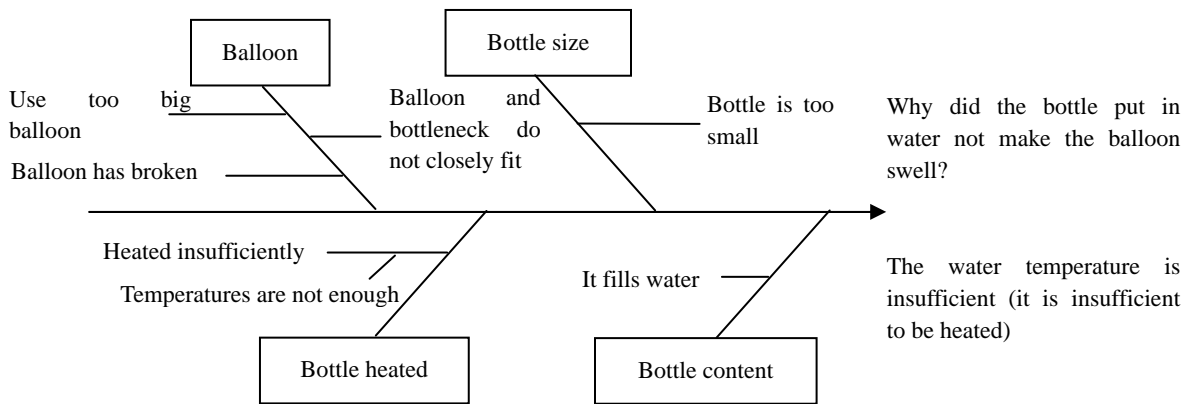 Balloon
Bottle size
Use too big
balloon
Balloon and
bottleneck do
not closely fit
Bottle is too
small
Balloon has broken
Why did the bottle put in
water not make the balloon
swell?
Heated insufficiently
Temperatures are not enough
It fills water
The water temperature is
insufficient (it is insufficient
to be heated)
Bottle heated
Bottle content